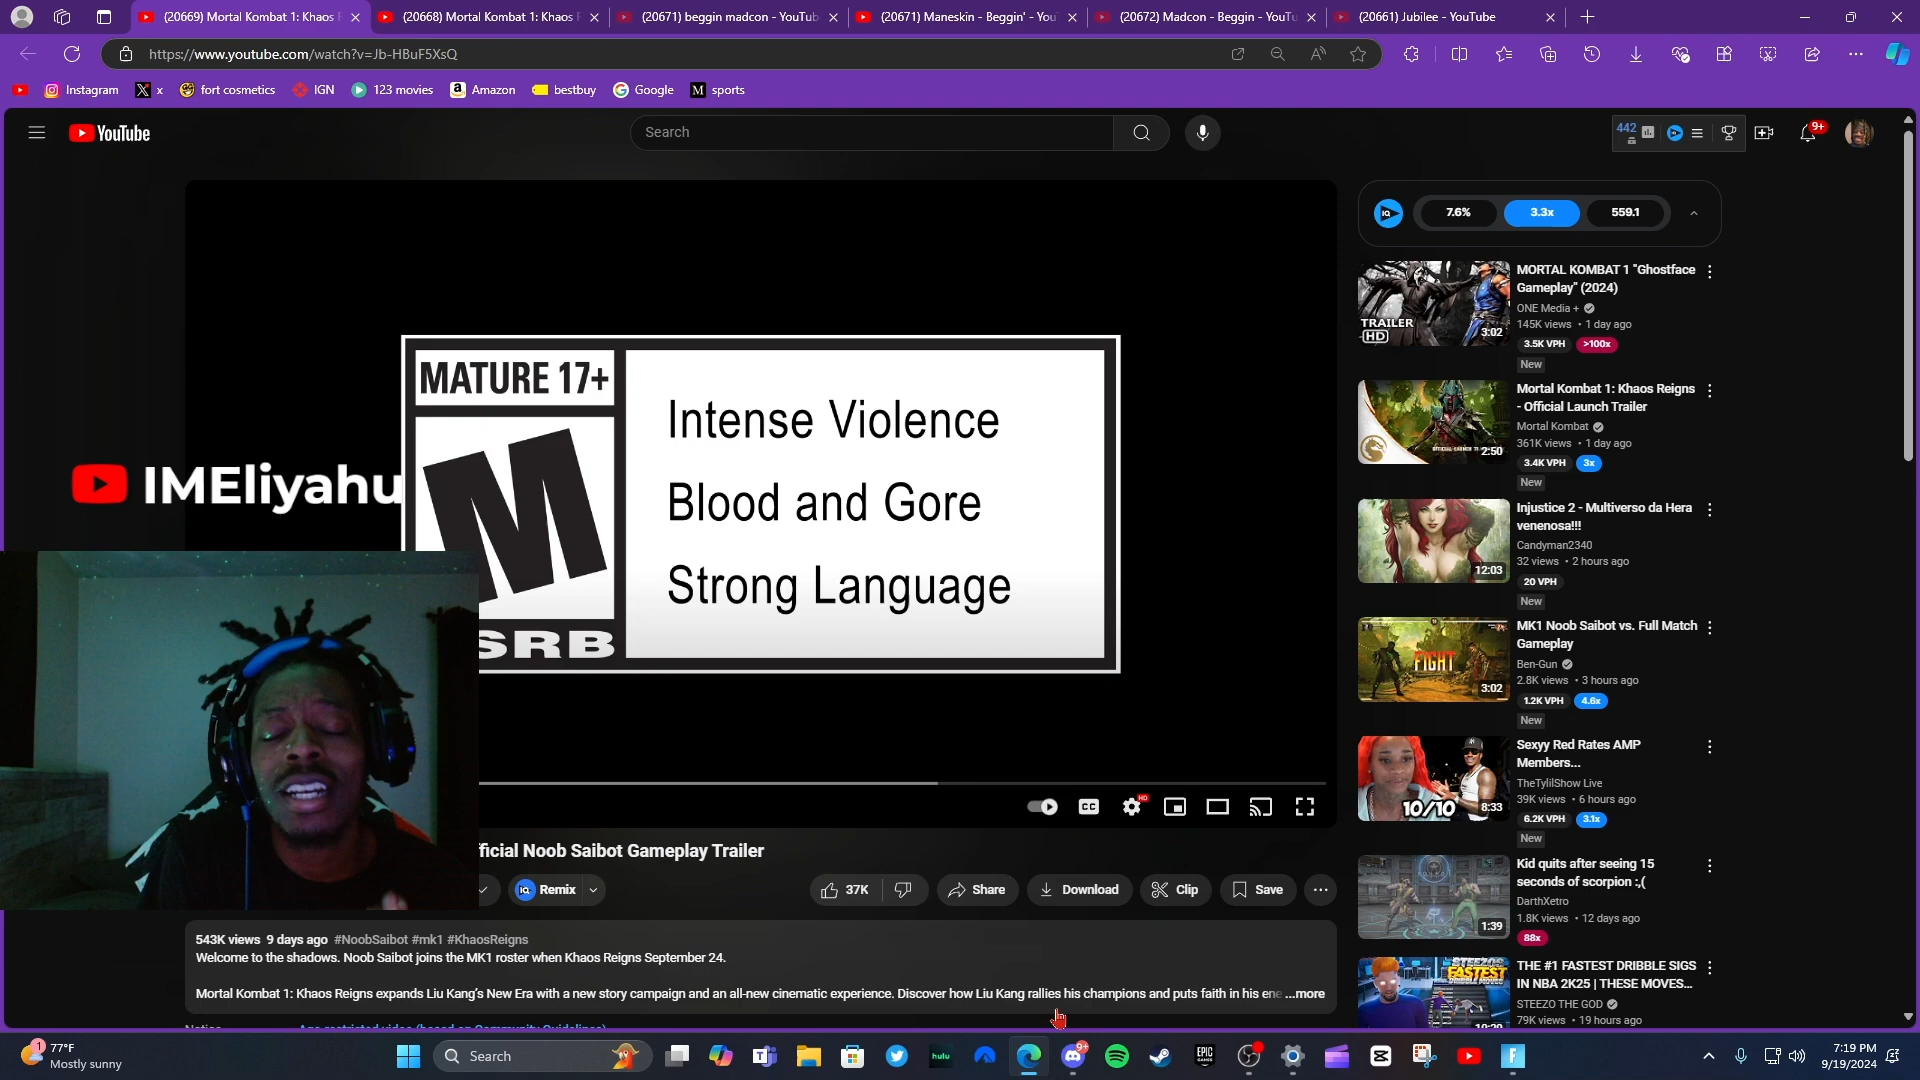 (20669) Mortal Kombat 1: Khaos R
(20668) Mortal Kombat 1: Khaos F
(20671) beggin madcon - YouTub
(20671) Maneskin - Beggin' - You
(20672) Madcon - Beggin - YouTu
(20661) Jubilee - YouTube
https://www.youtube.com/watch?v=Jb-HBuF5XsQ
Instagram
x
fort cosmetics
IGN
123 movies
Amazon
bestbuy
Google
M sports
YouTube
Search
442
9+
7.6%
3.3x
559.1
MATURE 17+
M
SRB
Intense Violence
Blood and Gore
Strong Language
IMEliyahu
CC
HD
fficial Noob Saibot Gameplay Trailer
Remix
37K
Share
Download
Clip
Save
543K views 9 days ago #NoobSaibot #mk1 #KhaosReigns
Welcome to the shadows. Noob Saibot joins the MK1 roster when Khaos Reigns September 24.
Mortal Kombat 1: Khaos Reigns expands Liu Kang's New Era with a new story campaign and an all-new cinematic experience. Discover how Liu Kang rallies his champions and puts faith in his ene ...more
TRAILER
HD
3:02
MORTAL KOMBAT 1 "Ghostface
Gameplay" (2024)
ONE Media +
145K views • 1 day ago
3.5K VPH >100x
New
2:50
Mortal Kombat 1: Khaos Reigns
- Official Launch Trailer
Mortal Kombat
361K views • 1 day ago
3.4K VPH 3x
New
12:03
Injustice 2 - Multiverso da Hera
venenosa!!!
Candyman2340
32 views • 2 hours ago
20 VPH
New
FIGHT
3:02
MK1 Noob Saibot vs. Full Match
Gameplay
Ben-Gun
2.8K views • 3 hours ago
1.2K VPH 4.6x
New
10/10
8:33
Sexyy Red Rates AMP
Members...
TheTylilShow Live
39K views • 6 hours ago
6.2K VPH 3.1x
New
1:39
Kid quits after seeing 15
seconds of scorpion :,(
DarthXetro
1.8K views • 12 days ago
88x
STEEZO'S
FASTEST
THE #1 FASTEST DRIBBLE SIGS
IN NBA 2K25 | THESE MOVES...
STEEZO THE GOD
79K views • 19 hours ago
1
77°F
Mostly sunny
Search
hulu
9+
EPIC
7:19 PM
9/19/2024